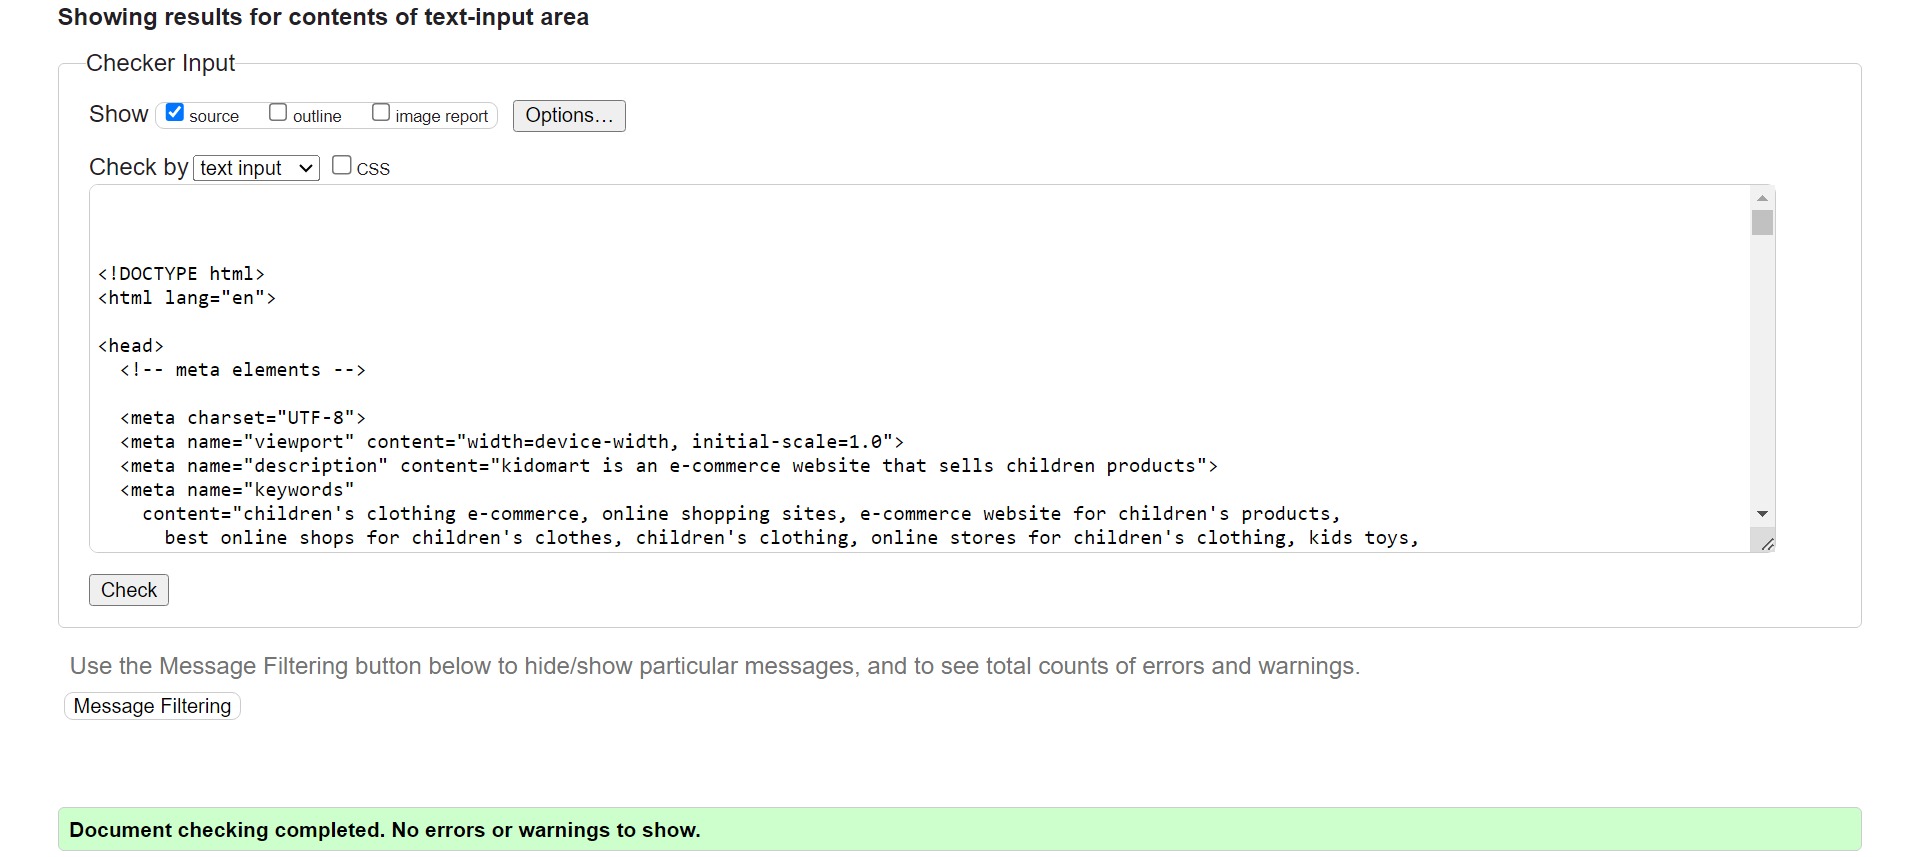 Showing results for contents of text-input area
Checker Input
Show source outline image report Options...
Check by text input CSS
<!DOCTYPE html>
<html lang="en">
<head>
<!-- meta elements -->
<meta charset="UTF-8">
<meta name="viewport" content="width=device-width, initial-scale=1.0">
<meta name="description" content="kidomart is an e-commerce website that sells children products">
<meta name="keywords"
content="children's clothing e-commerce, online shopping sites, e-commerce website for children's products,
best online shops for children's clothes, children's clothing, online stores for children's clothing, kids toys,
Check
Use the Message Filtering button below to hide/show particular messages, and to see total counts of errors and warnings.
Message Filtering
Document checking completed. No errors or warnings to show.